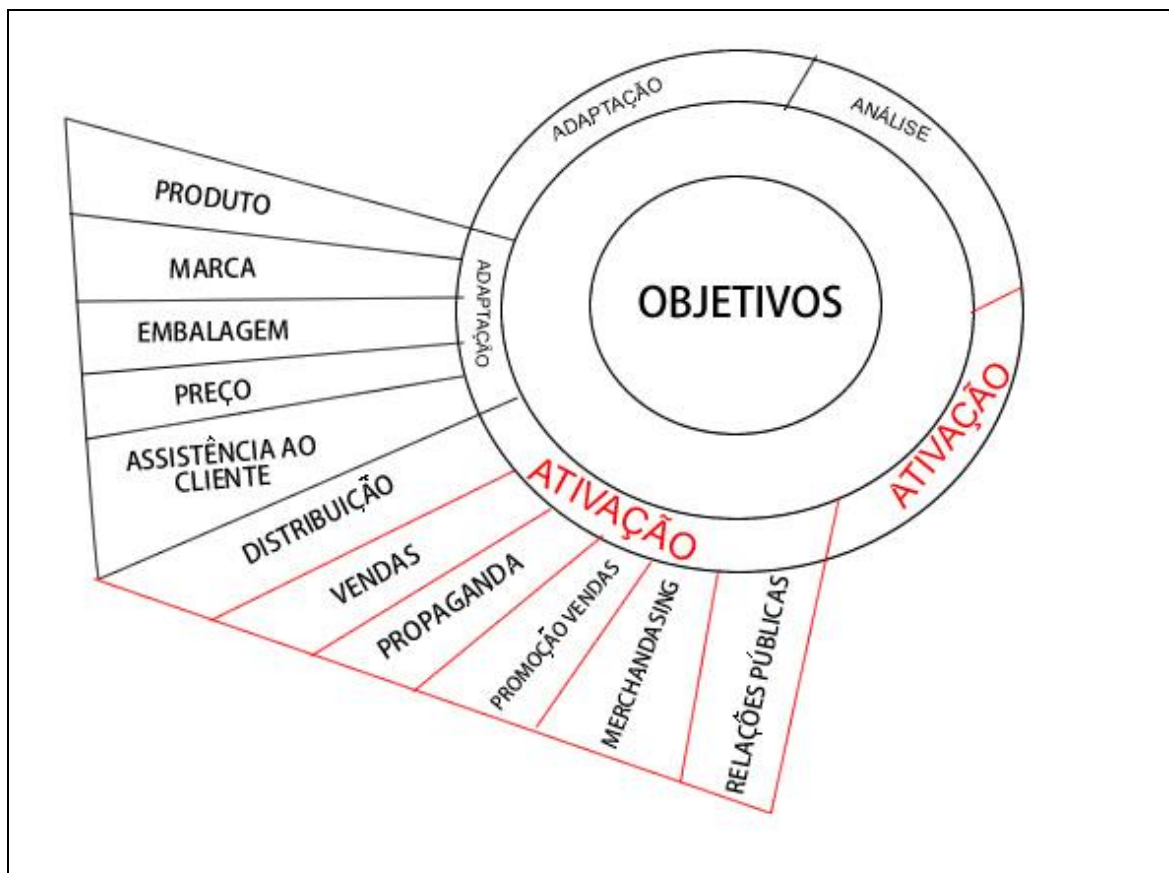 ADAPTAÇÃO
ANÁLISE
PRODUTO
MARCA
EMBALAGEM
PREÇO
ASSISTÊNCIA AO
CLIENTE
ADAPTAÇÃO
OBJETIVOS
ATIVAÇÃO
ATIVAÇÃO
DISTRIBUIÇÃO
VENDAS
PROPAGANDA
PROMOÇÃO VENDAS
MERCHANDASING
RELAÇÕES PÚBLICAS